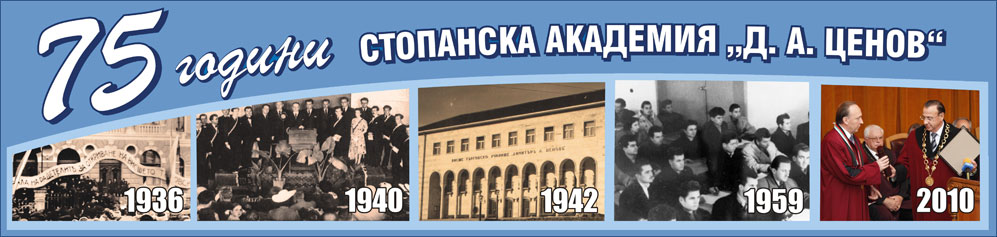 75 години
СТОПАНСКА АКАДЕМИЯ „Д. А. ЦЕНОВ“
1936
1940
1942
1959
2010